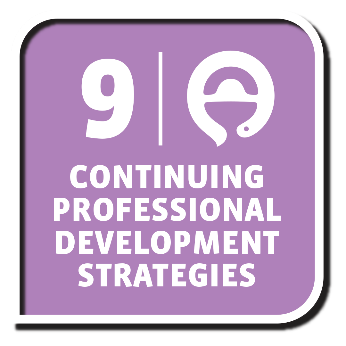 9
CONTINUING
PROFESSIONAL
DEVELOPMENT
STRATEGIES